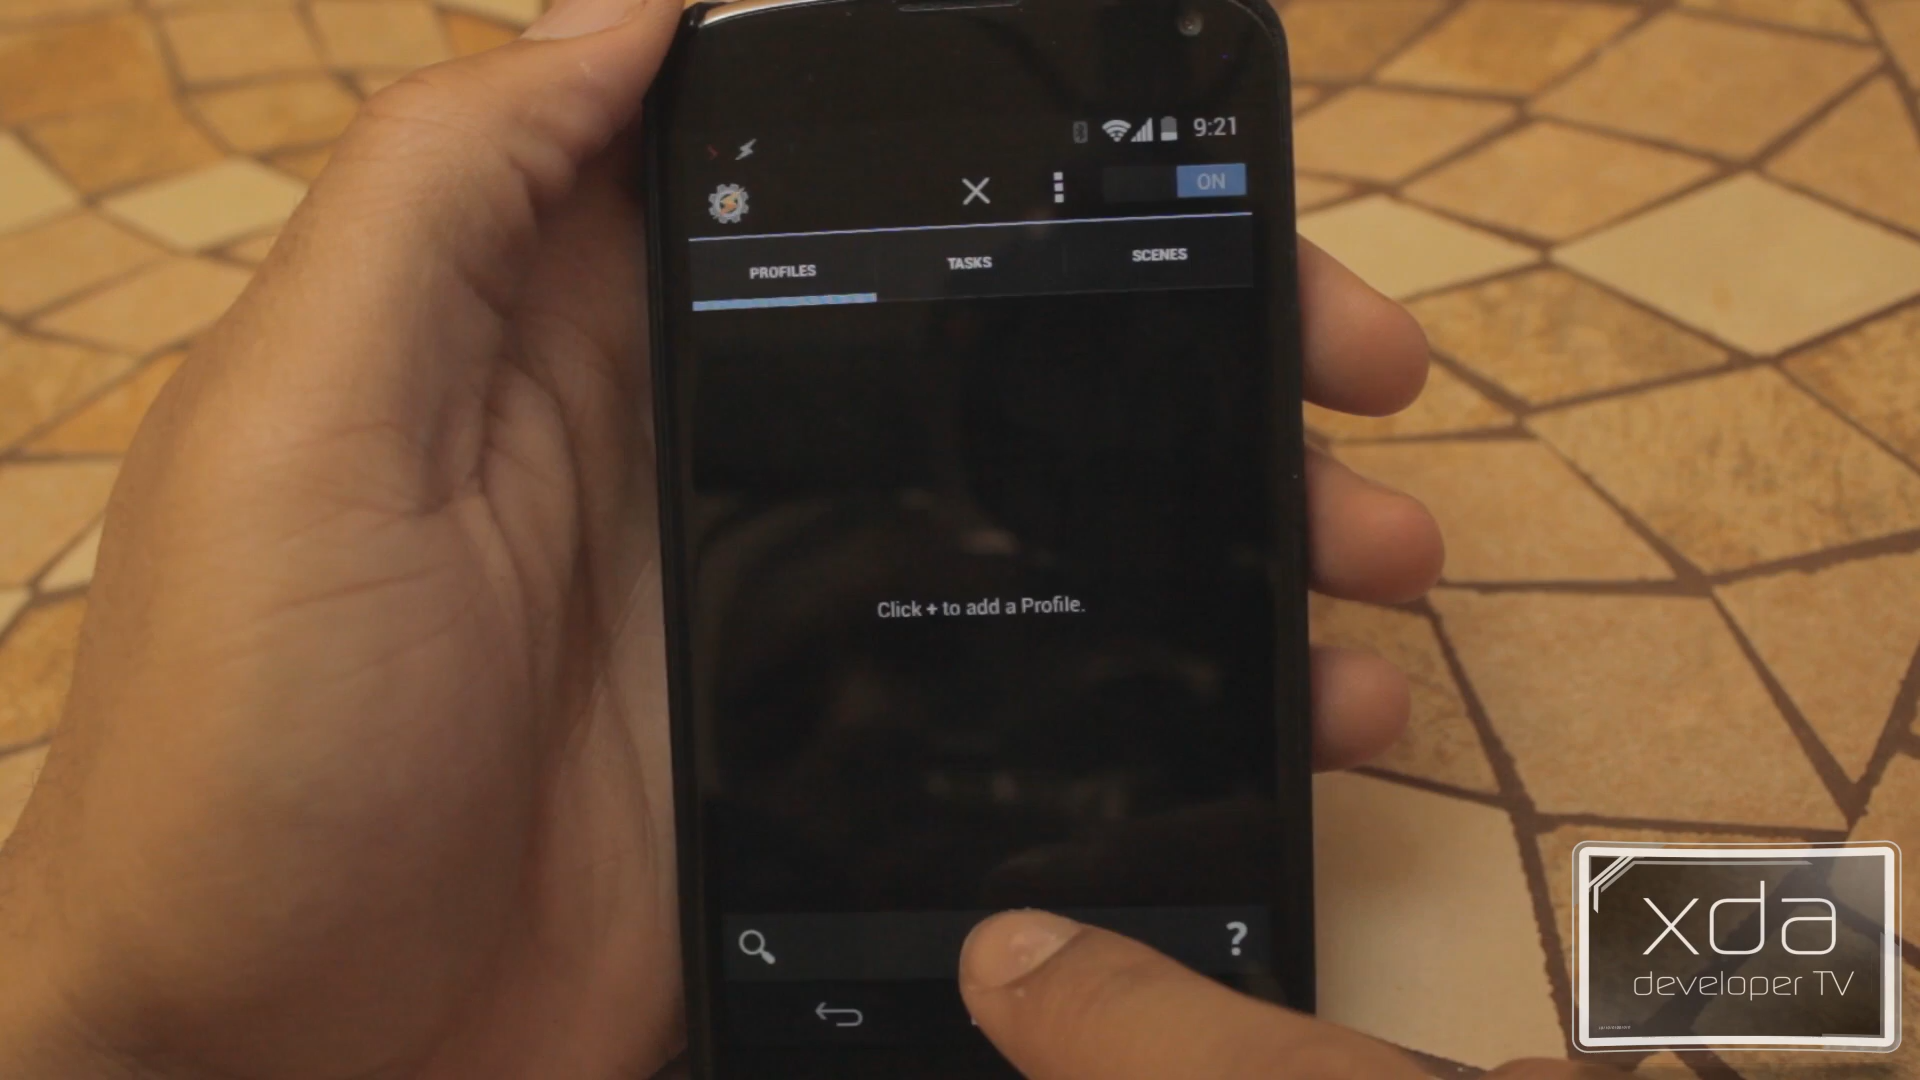 9:21
ON
PROFILES
TASKS
SCENES
Click + to add a Profile.
?
xda
developer TV